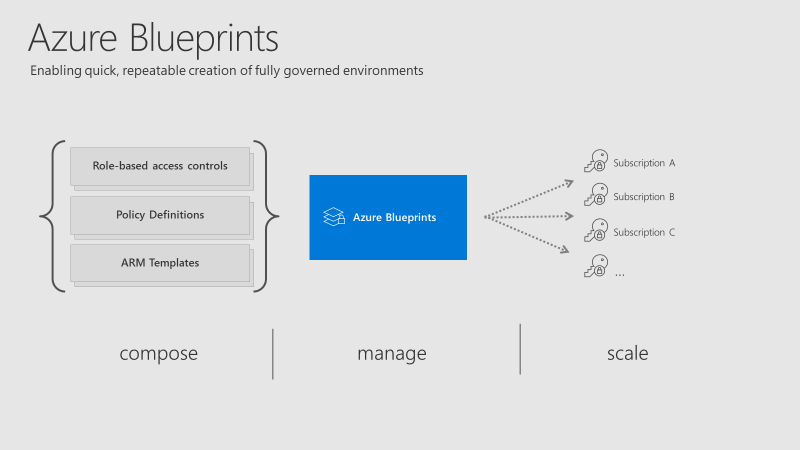 Azure Blueprints
Enabling quick, repeatable creation of fully governed environments
Role-based access controls
Policy Definitions
ARM Templates
Azure Blueprints
Subscription A
Subscription B
Subscription C
...
compose
manage
scale